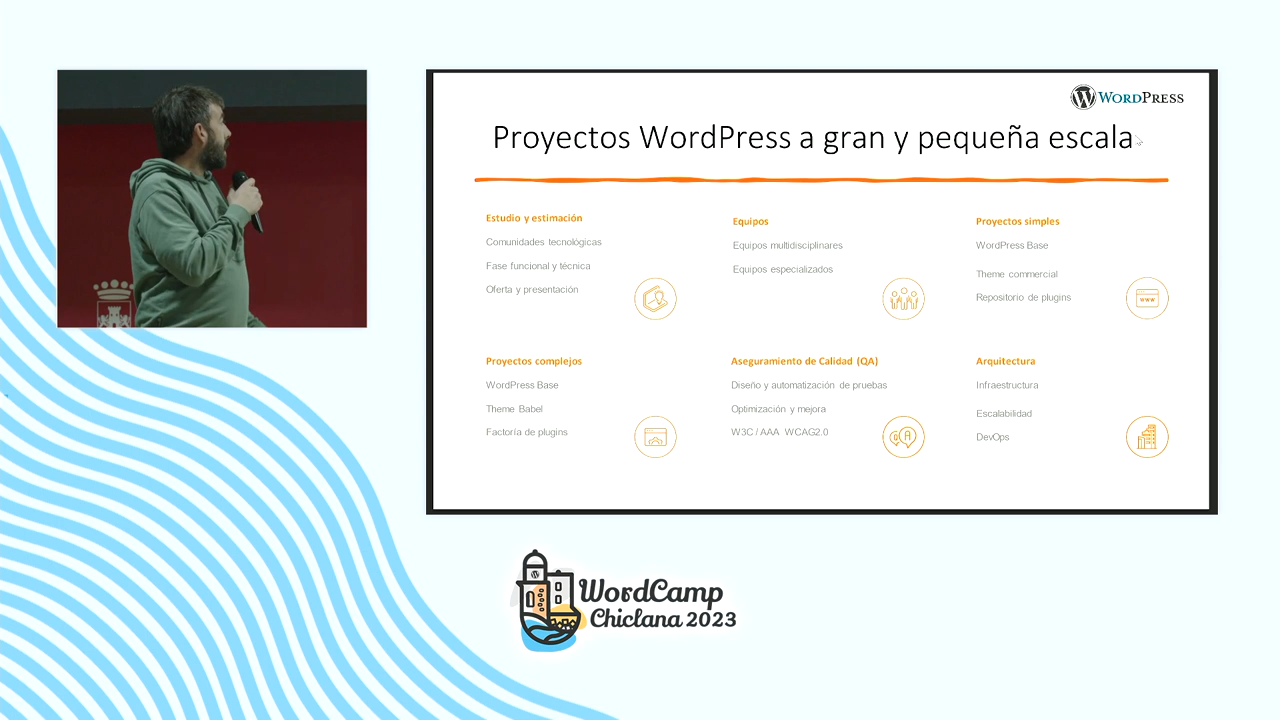 WORDPRESS
Proyectos WordPress a gran y pequeña escala
Estudio y estimación
Comunidades tecnológicas
Fase funcional y técnica
Oferta y presentación
Equipos
Equipos multidisciplinares
Equipos especializados
Proyectos simples
WordPress Base
Theme commercial
Repositorio de plugins
www
Proyectos complejos
WordPress Base
Theme Babel
Factoría de plugins
Aseguramiento de Calidad (QA)
Diseño y automatización de pruebas
Optimización y mejora
W3C / AAA WCAG2.0
Q A
Arquitectura
Infraestructura
Escalabilidad
DevOps
WordCamp
Chiclana 2023